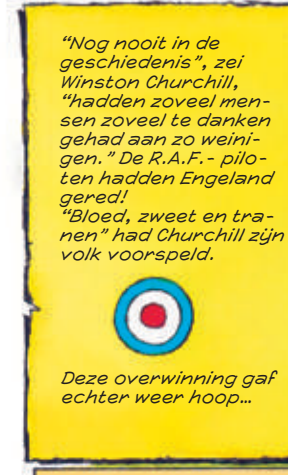 “Nog nooit in de
geschiedenis”, zei
Winston Churchill,
“hadden zoveel men-
sen zoveel te danken
gehad aan zo weini-
gen.” De R.A.F.- pilo-
ten hadden Engeland
gered!
“Bloed, zweet en tra-
nen” had Churchill zijn
volk voorspeld.
Deze overwinning gaf
echter weer hoop...